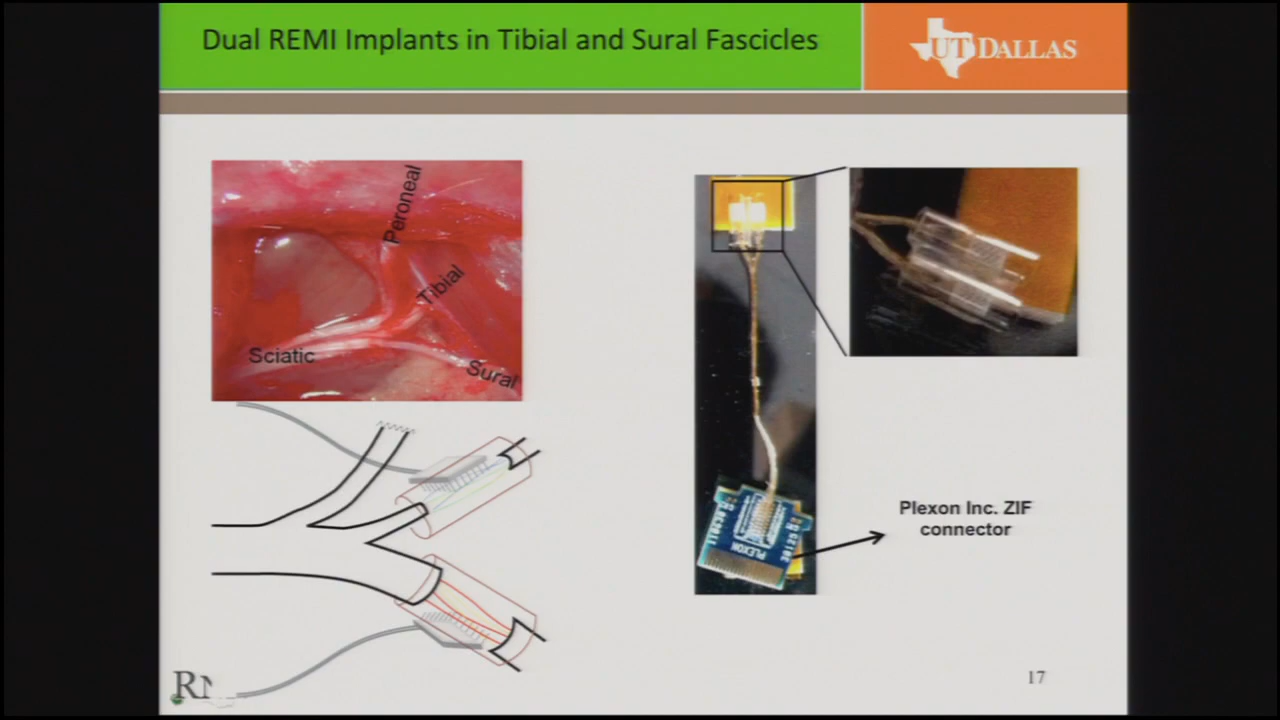 Dual REMI Implants in Tibial and Sural Fascicles
UT DALLAS
Peroneal
Tibial
Sciatic
Sural
PLEXON
Plexon Inc. ZIF
connector
17